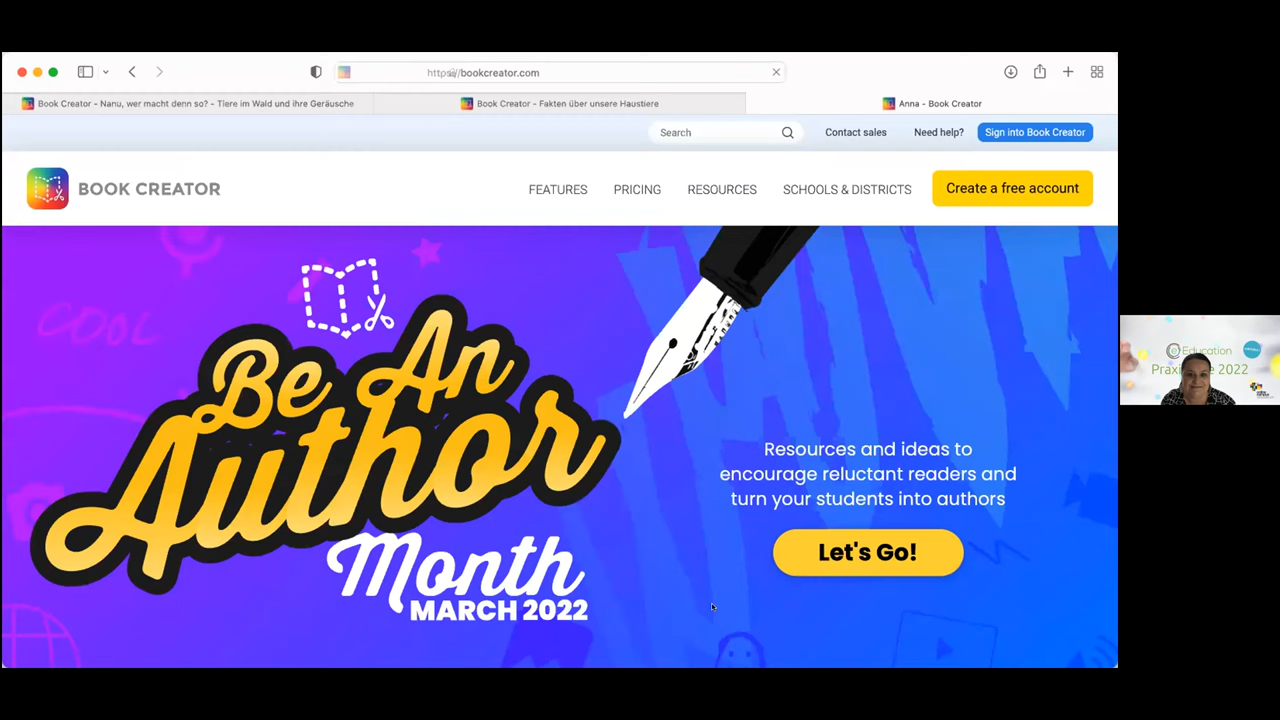 https://bookcreator.com
Book Creator - Nanu, wer macht denn so? - Tiere im Wald und ihre Geräusche
Book Creator - Fakten über unsere Haustiere
Anna - Book Creator
Search
Contact sales
Need help?
Sign into Book Creator
BOOK CREATOR
FEATURES
PRICING
RESOURCES
SCHOOLS & DISTRICTS
Create a free account
COOL
Be An
Author
Month
MARCH 2022
Resources and ideas to
encourage reluctant readers and
turn your students into authors
Let's Go!
Education
2022